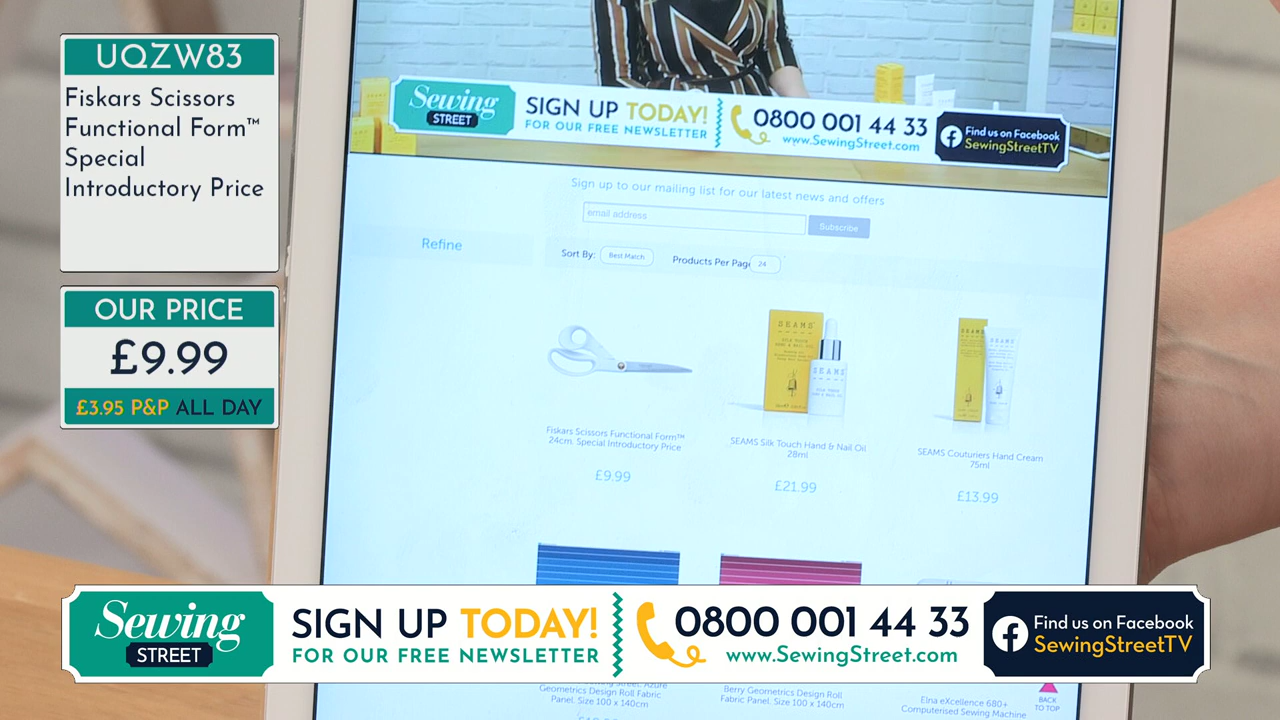 UQZW83
Fiskars Scissors
Functional Form™
Special
Introductory Price
OUR PRICE
£9.99
£3.95 P&P ALL DAY
Sewing
STREET
SIGN UP TODAY!
FOR OUR FREE NEWSLETTER
0800 001 44 33
www.SewingStreet.com
Find us on Facebook
SewingStreetTV
Sign up to our mailing list for our latest news and offers
email address
Subscribe
Refine
Sort By:
Best Match
Products Per Page
24
SEAMS
SEAMS
SEAMS
SEAMS
Fiskars Scissors Functional Form™
24cm. Special Introductory Price
£9.99
SEAMS Silk Touch Hand & Nail Oil
28ml
£21.99
SEAMS Couturiers Hand Cream
75ml
£13.99
Sewing
STREET
SIGN UP TODAY!
FOR OUR FREE NEWSLETTER
0800 001 44 33
www.SewingStreet.com
Find us on Facebook
SewingStreetTV
Sewing Street. Azure
Geometrics Design Roll Fabric
Panel. Size 100 x 140cm
Berry Geometrics Design Roll
Fabric Panel. Size 100 x 140cm
Elna eXcellence 680+
Computerised Sewing Machine
BACK
TO TOP